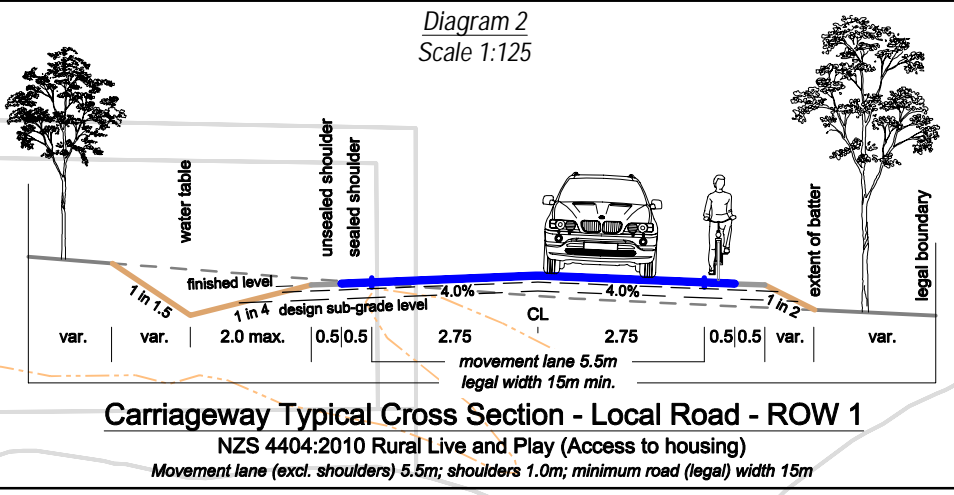 Diagram 2
Scale 1:125
water table
unsealed shoulder
sealed shoulder
extent of batter
legal boundary
finished level
1 in 1.5
1 in 4
design sub-grade level
4.0%
4.0%
1 in 2
CL
var.
var.
2.0 max.
0.5
0.5
2.75
2.75
0.5
0.5
var.
var.
movement lane 5.5m
legal width 15m min.
Carriageway Typical Cross Section - Local Road - ROW 1
NZS 4404:2010 Rural Live and Play (Access to housing)
Movement lane (excl. shoulders) 5.5m; shoulders 1.0m; minimum road (legal) width 15m